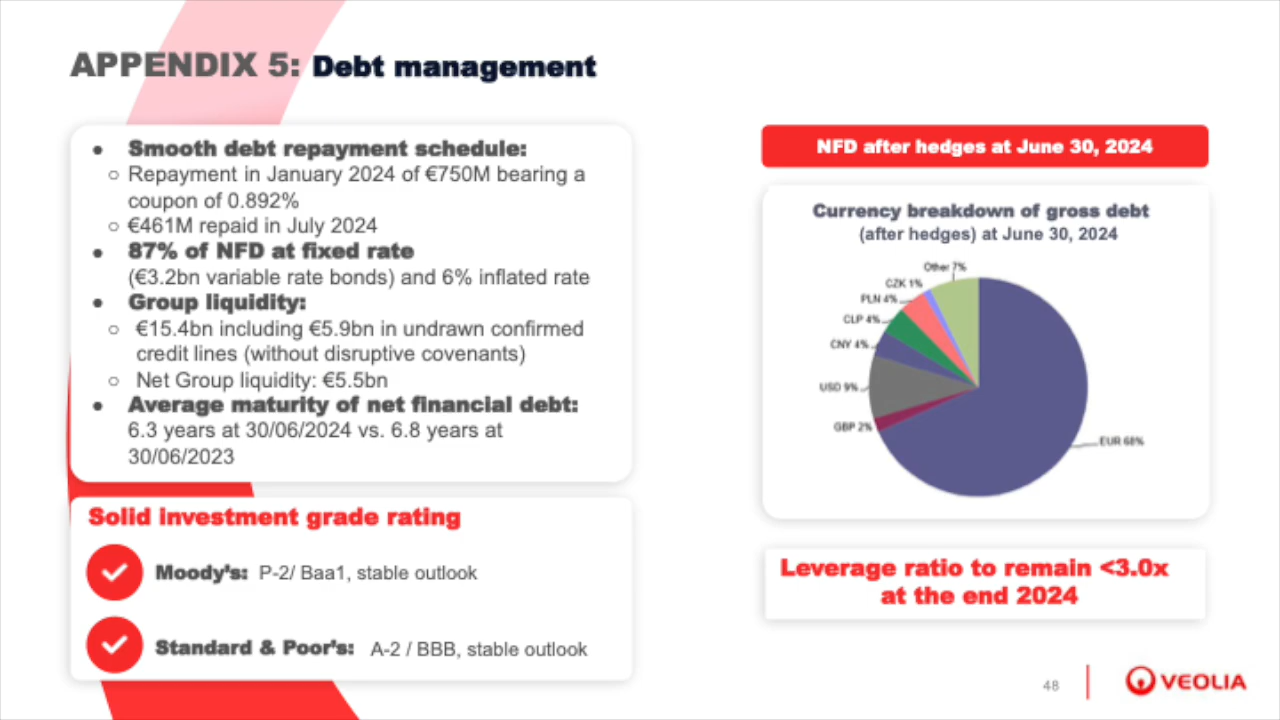 APPENDIX 5: Debt management
● Smooth debt repayment schedule:
○ Repayment in January 2024 of €750M bearing a
coupon of 0.892%
○ €461M repaid in July 2024
● 87% of NFD at fixed rate
(€3.2bn variable rate bonds) and 6% inflated rate
● Group liquidity:
○ €15.4bn including €5.9bn in undrawn confirmed
credit lines (without disruptive covenants)
○ Net Group liquidity: €5.5bn
● Average maturity of net financial debt:
6.3 years at 30/06/2024 vs. 6.8 years at
30/06/2023
Solid investment grade rating
Moody's: P-2/ Baa1, stable outlook
Standard & Poor's: A-2 / BBB, stable outlook
NFD after hedges at June 30, 2024
Currency breakdown of gross debt
(after hedges) at June 30, 2024
Other 7%
CZK 1%
PLN 4%
CLP 4%
CNY 4%
USD 9%
GBP 2%
EUR 68%
Leverage ratio to remain <3.0x
at the end 2024
48
VEOLIA